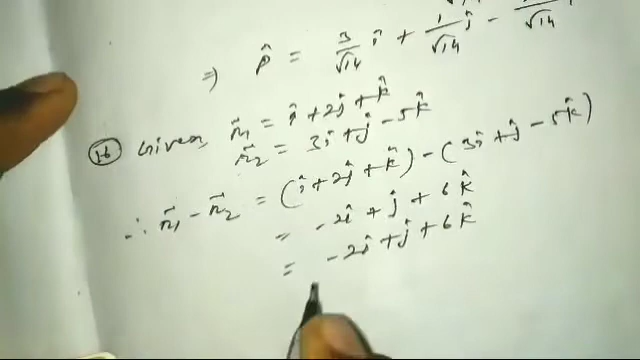 ⇒ p̂ = 3/√14 î + 1/√14 ĵ - /√14
(16) Given, r⃗₁ = î + 2ĵ + k̂
r⃗₂ = 3î + ĵ - 5k̂
∴ r⃗₁ - r⃗₂ = (î + 2ĵ + k̂) - (3î + ĵ - 5k̂)
= -2î + ĵ + 6k̂
= -2î + ĵ + 6k̂